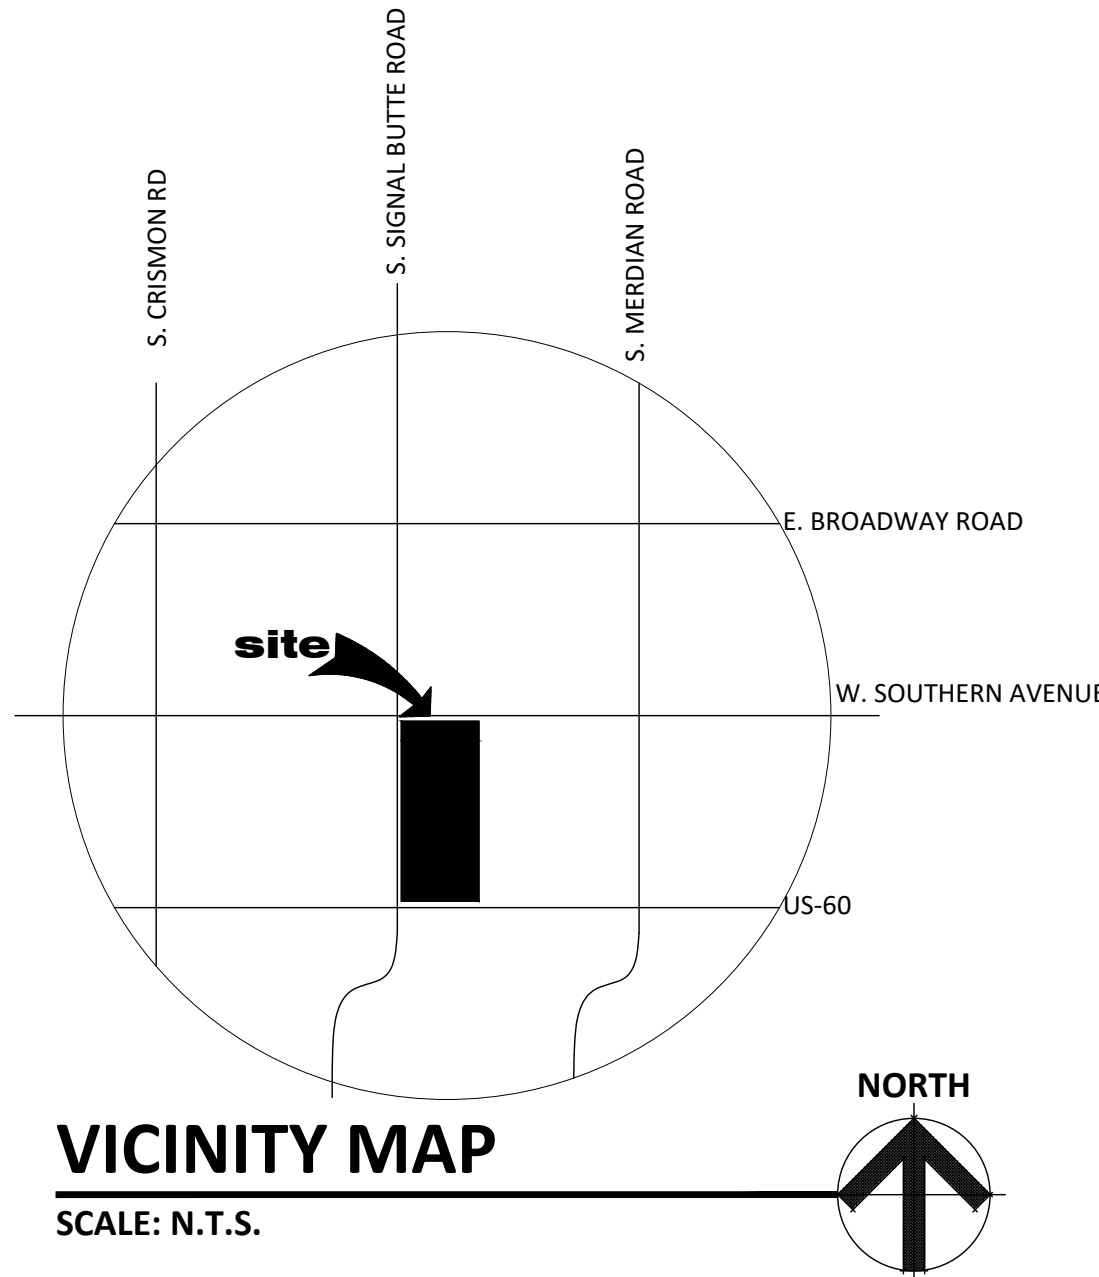 S. CRISMON RD
S. SIGNAL BUTTE ROAD
S. MERDIAN ROAD
E. BROADWAY ROAD
site
W. SOUTHERN AVENUE
US-60
NORTH
VICINITY MAP
SCALE: N.T.S.